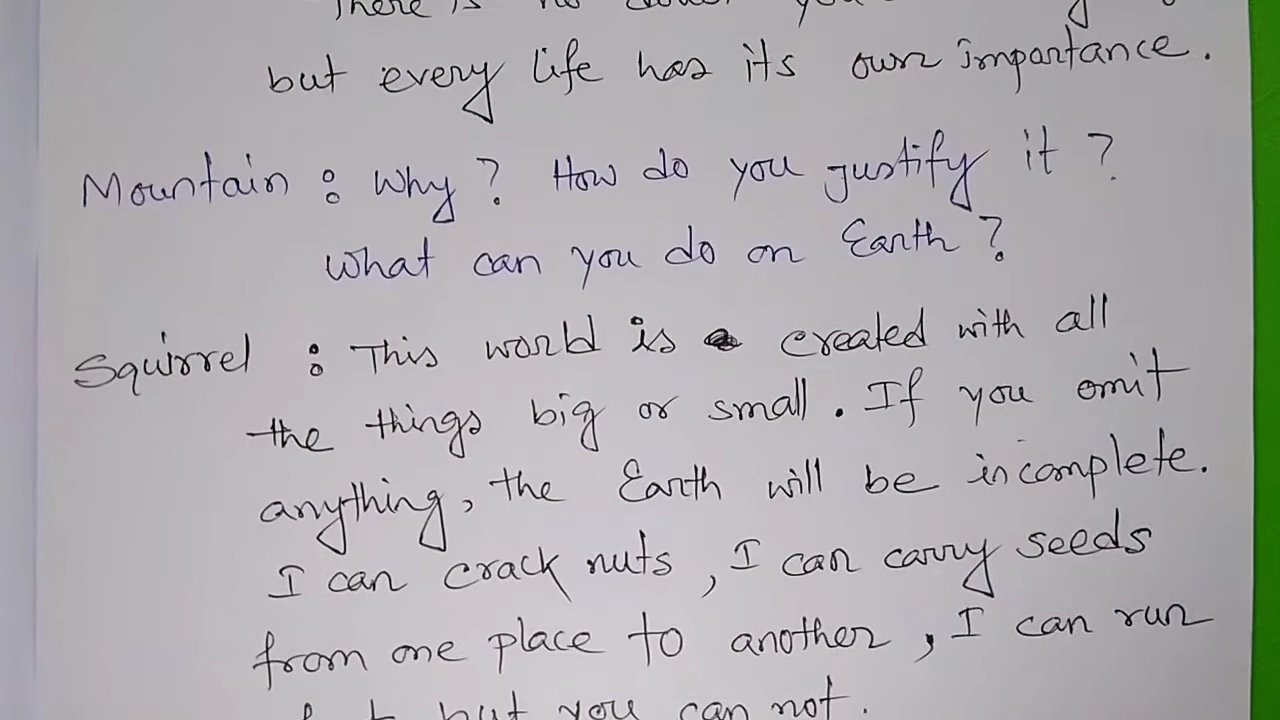 There is no
but every life has its own importance.
Mountain : Why? How do you justify it?
What can you do on Earth?
Squirrel : This world is created with all
the things big or small. If you omit
anything, the Earth will be incomplete.
I can crack nuts, I can carry seeds
from one place to another, I can run
but you can not.